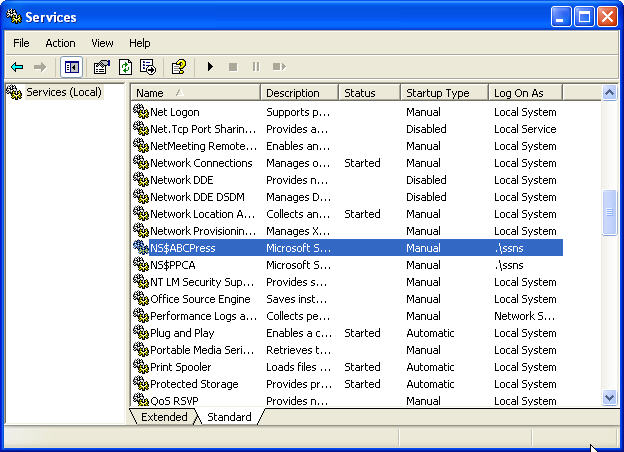 Services
File Action View Help
Services (Local)
Name Description Status Startup Type Log On As
Net Logon Supports p... Manual Local System
Net.Tcp Port Sharin... Provides a... Disabled Local Service
NetMeeting Remote... Enables an... Manual Local System
Network Connections Manages o... Started Manual Local System
Network DDE Provides n... Disabled Local System
Network DDE DSDM Manages D... Disabled Local System
Network Location A... Collects an... Started Manual Local System
Network Provisionin... Manages X... Manual Local System
NS$ABCPress Microsoft S... Manual .\ssns
NS$PPCA Microsoft S... Manual .\ssns
NT LM Security Sup... Provides s... Manual Local System
Office Source Engine Saves inst... Manual Local System
Performance Logs a... Collects pe... Manual Network S...
Plug and Play Enables a c... Started Automatic Local System
Portable Media Seri... Retrieves t... Manual Local System
Print Spooler Loads files ... Started Automatic Local System
Protected Storage Provides pr... Started Automatic Local System
QoS RSVP Provides n... Manual Local System
Extended Standard